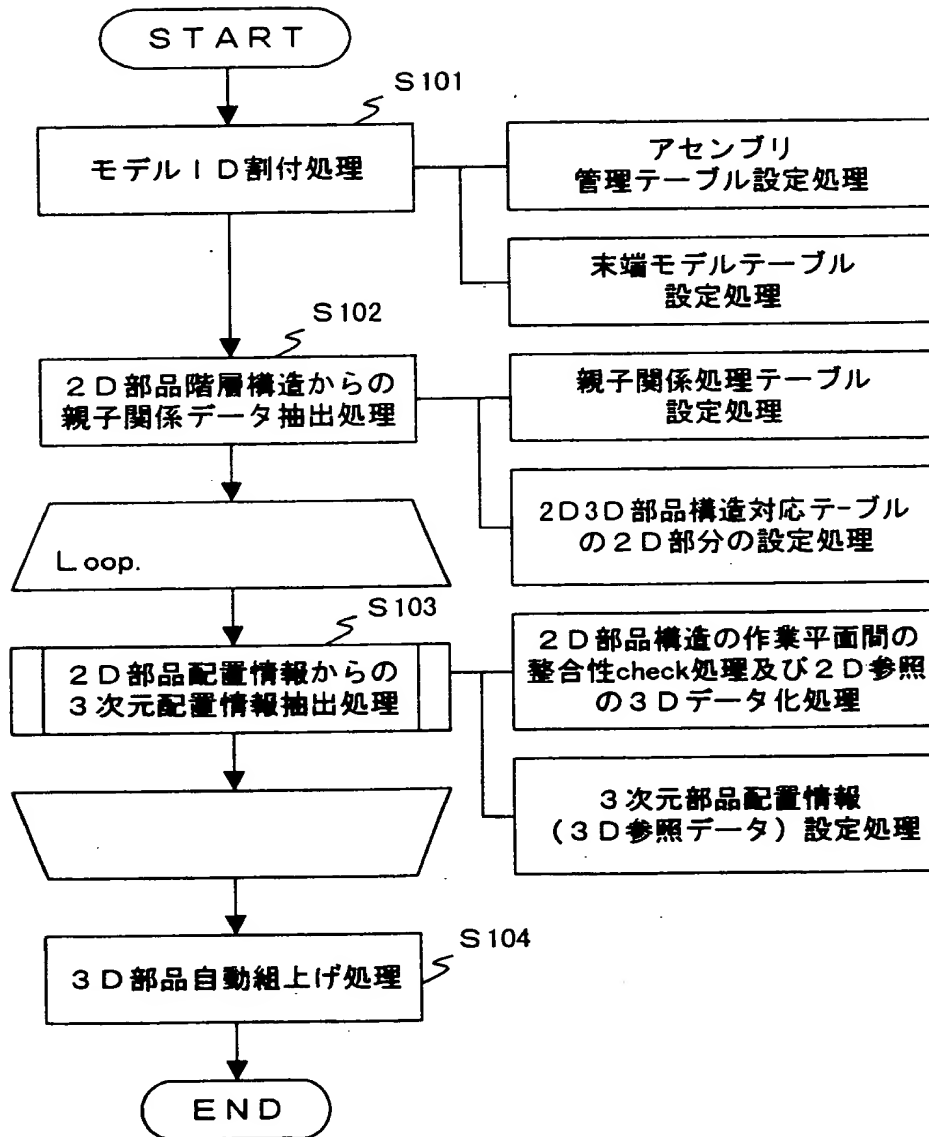 START
S101
モデルID割付処理
アセンブリ
管理テーブル設定処理
末端モデルテーブル
設定処理
S102
2D部品階層構造からの
親子関係データ抽出処理
親子関係処理テーブル
設定処理
2D3D部品構造対応テーブル
の2D部分の設定処理
Loop.
S103
2D部品配置情報からの
3次元配置情報抽出処理
2D部品構造の作業平面間の
整合性check処理及び2D参照
の3Dデータ化処理
3次元部品配置情報
(3D参照データ)設定処理
S104
3D部品自動組上げ処理
END